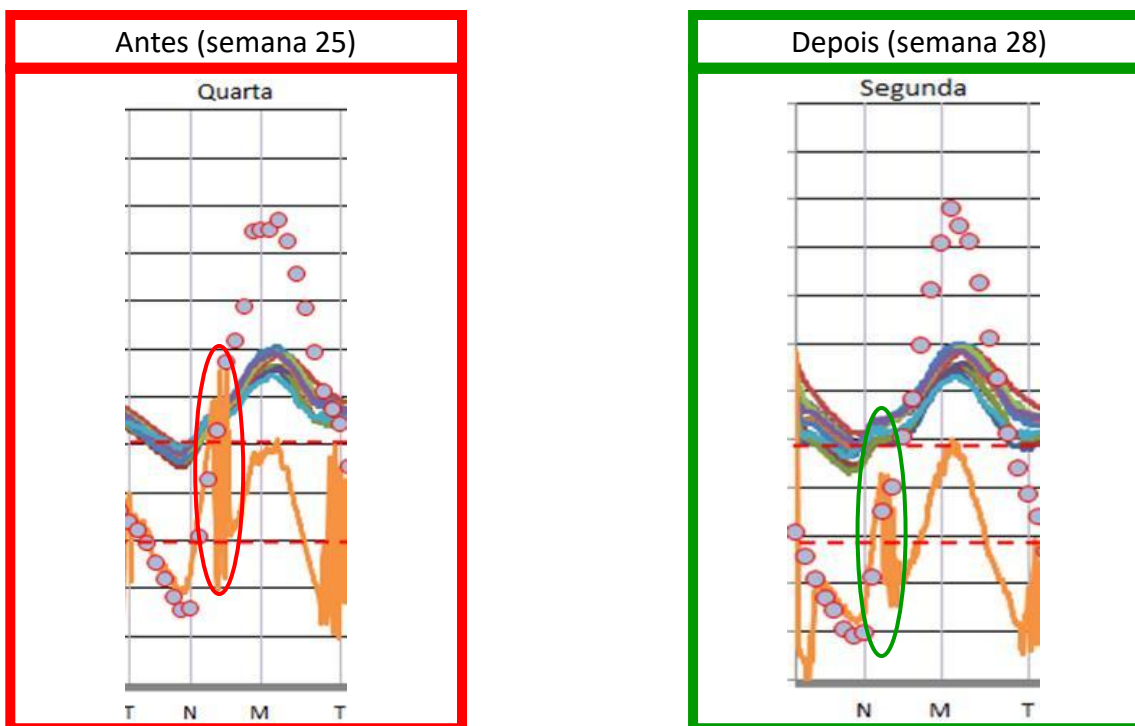 Antes (semana 25)
Quarta
T N M T
Depois (semana 28)
Segunda
N M T